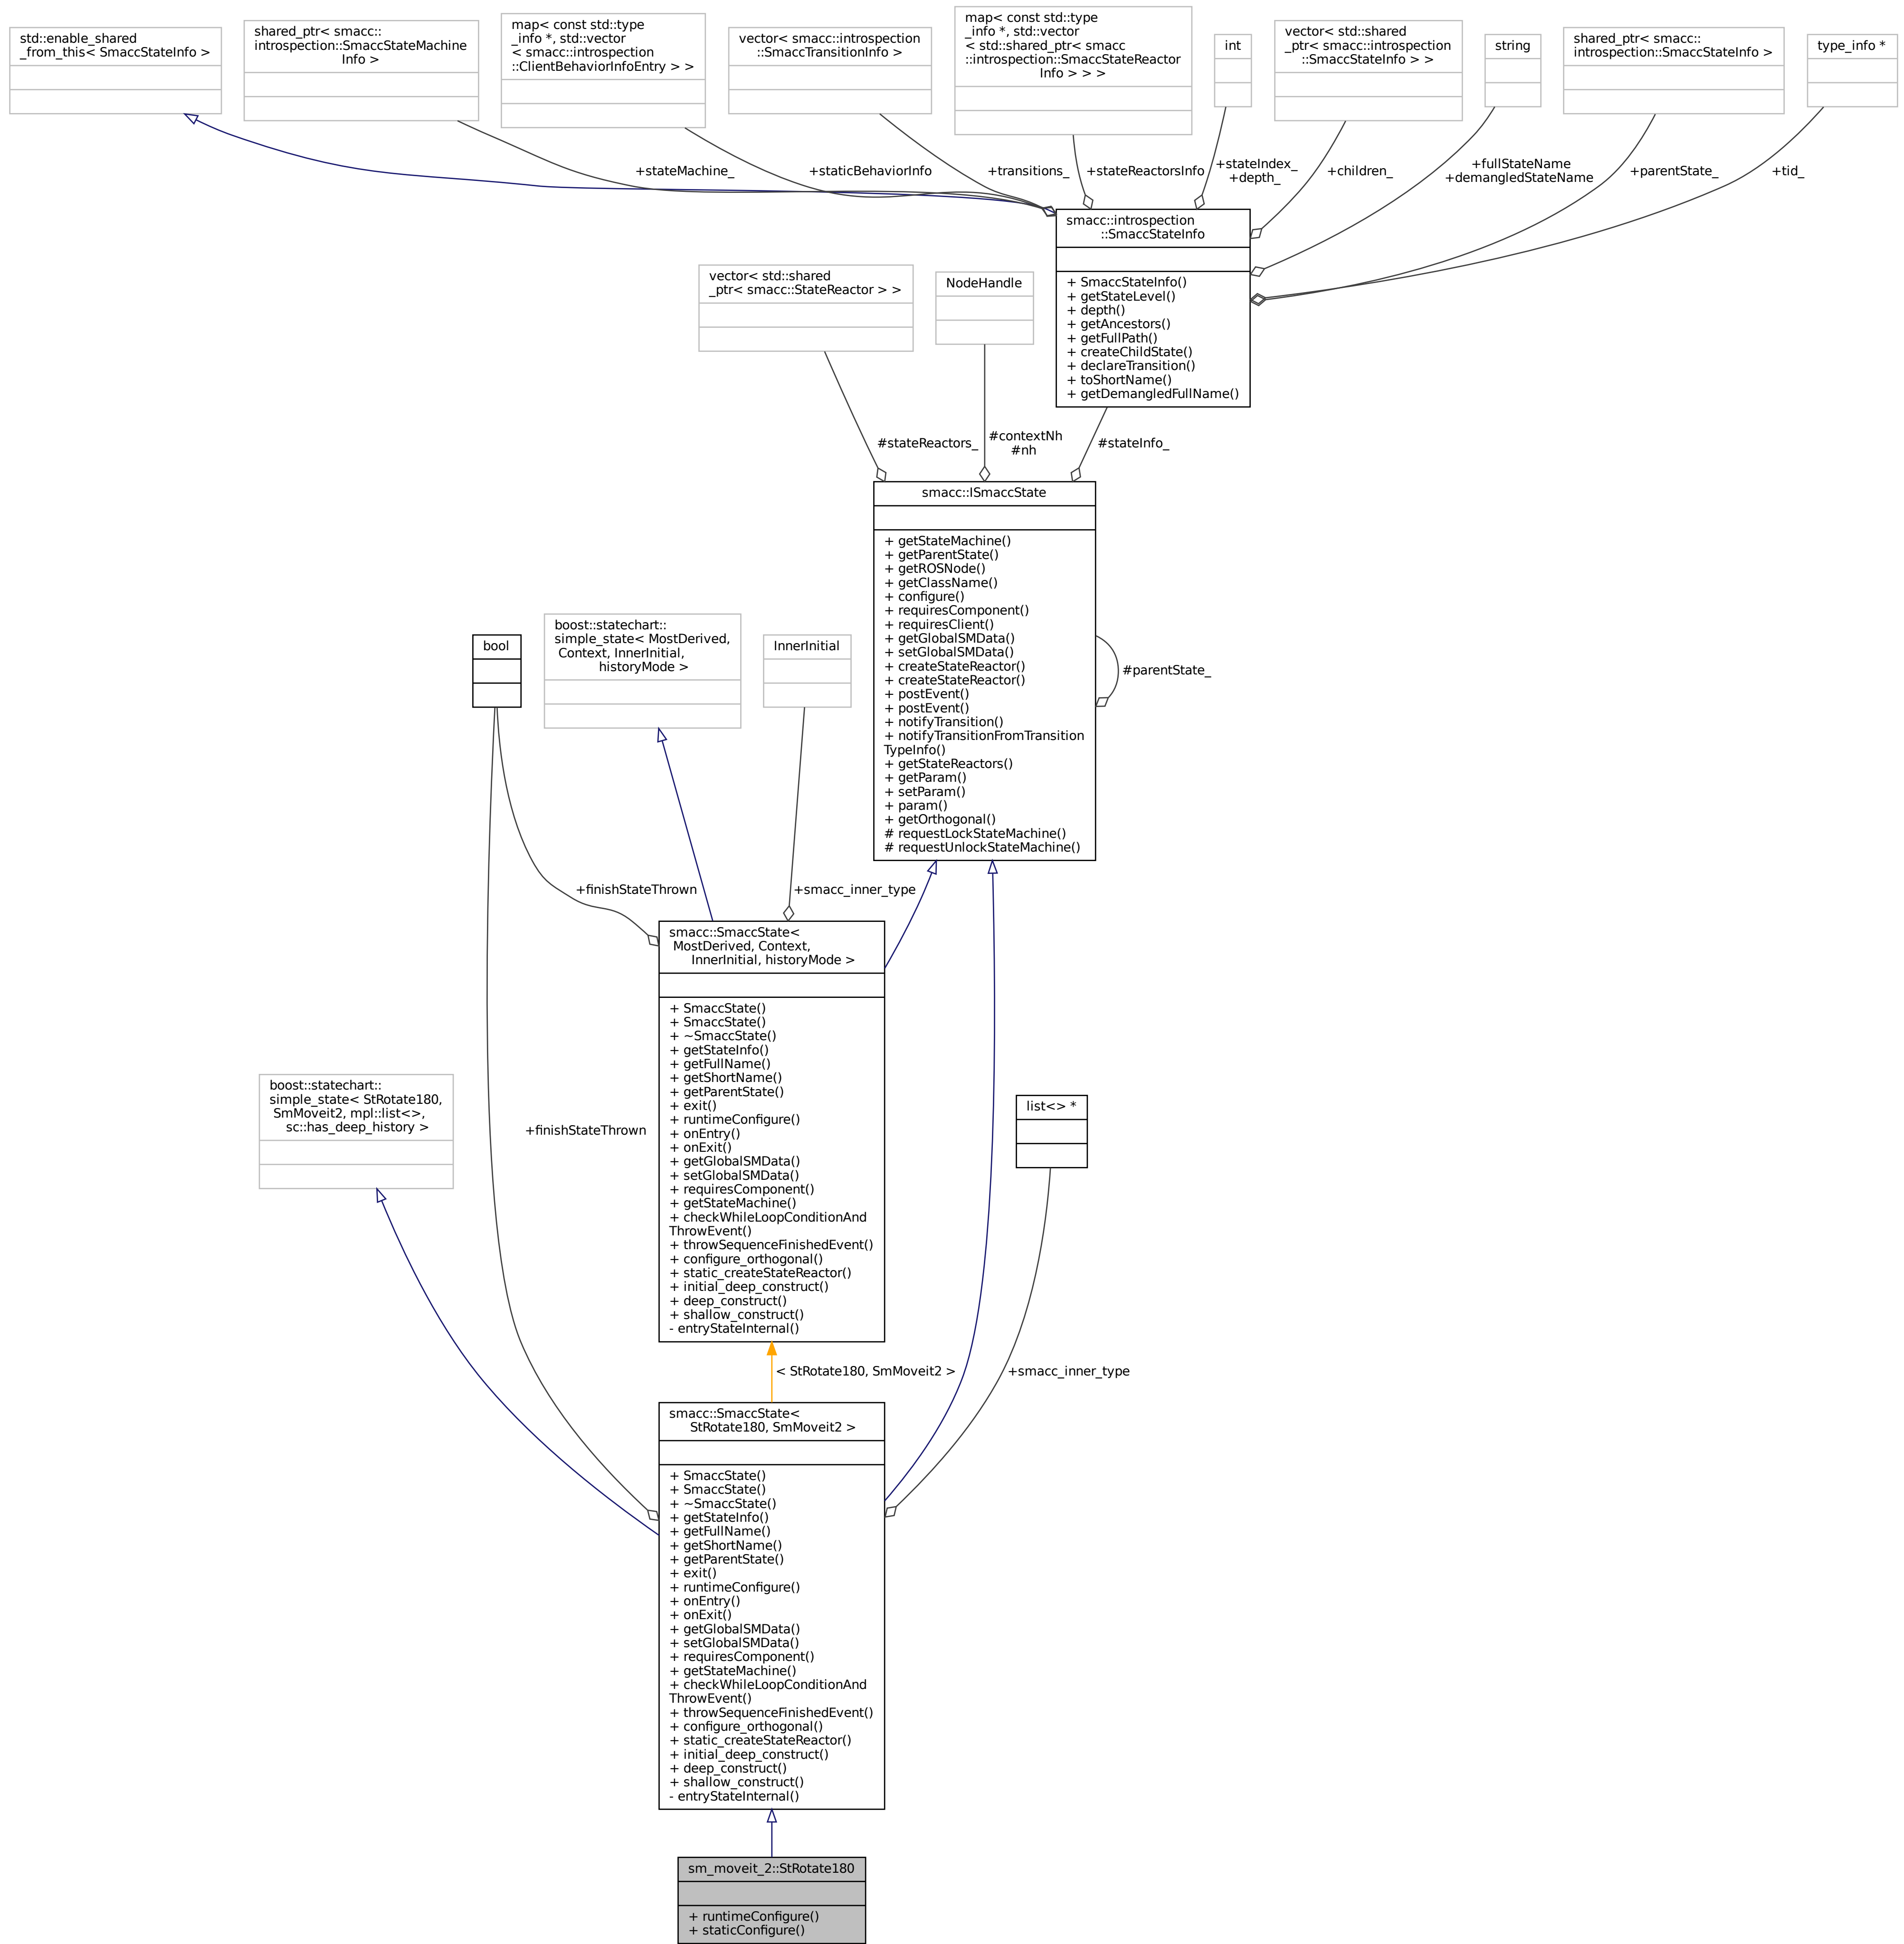 std::enable_shared
_from_this< SmaccStateInfo >
shared_ptr< smacc::
introspection::SmaccStateMachine
Info >
map< const std::type
_info *, std::vector
< smacc::introspection
::ClientBehaviorInfoEntry > >
vector< smacc::introspection
::SmaccTransitionInfo >
map< const std::type
_info *, std::vector
< std::shared_ptr< smacc
::introspection::SmaccStateReactor
Info > > >
int
vector< std::shared
_ptr< smacc::introspection
::SmaccStateInfo > >
string
shared_ptr< smacc::
introspection::SmaccStateInfo >
type_info *
+stateMachine_
+staticBehaviorInfo
+transitions_
+stateReactorsInfo
+stateIndex_
+depth_
+children_
+fullStateName
+demangledStateName
+parentState_
+tid_
smacc::introspection
::SmaccStateInfo
+ SmaccStateInfo()
+ getStateLevel()
+ depth()
+ getAncestors()
+ getFullPath()
+ createChildState()
+ declareTransition()
+ toShortName()
+ getDemangledFullName()
vector< std::shared
_ptr< smacc::StateReactor > >
NodeHandle
#stateReactors_
#contextNh
#nh
#stateInfo_
smacc::ISmaccState
+ getStateMachine()
+ getParentState()
+ getROSNode()
+ getClassName()
+ configure()
+ requiresComponent()
+ requiresClient()
+ getGlobalSMData()
+ setGlobalSMData()
+ createStateReactor()
+ createStateReactor()
+ postEvent()
+ postEvent()
+ notifyTransition()
+ notifyTransitionFromTransition
TypeInfo()
+ getStateReactors()
+ getParam()
+ setParam()
+ param()
+ getOrthogonal()
# requestLockStateMachine()
# requestUnlockStateMachine()
#parentState_
bool
boost::statechart::
simple_state< MostDerived,
Context, InnerInitial,
historyMode >
InnerInitial
+finishStateThrown
+smacc_inner_type
smacc::SmaccState<
MostDerived, Context,
InnerInitial, historyMode >
+ SmaccState()
+ SmaccState()
+ ~SmaccState()
+ getStateInfo()
+ getFullName()
+ getShortName()
+ getParentState()
+ exit()
+ runtimeConfigure()
+ onEntry()
+ onExit()
+ getGlobalSMData()
+ setGlobalSMData()
+ requiresComponent()
+ getStateMachine()
+ checkWhileLoopConditionAnd
ThrowEvent()
+ throwSequenceFinishedEvent()
+ configure_orthogonal()
+ static_createStateReactor()
+ initial_deep_construct()
+ deep_construct()
+ shallow_construct()
- entryStateInternal()
boost::statechart::
simple_state< StRotate180,
SmMoveit2, mpl::list<>,
sc::has_deep_history >
+finishStateThrown
list<> *
< StRotate180, SmMoveit2 >
+smacc_inner_type
smacc::SmaccState<
StRotate180, SmMoveit2 >
+ SmaccState()
+ SmaccState()
+ ~SmaccState()
+ getStateInfo()
+ getFullName()
+ getShortName()
+ getParentState()
+ exit()
+ runtimeConfigure()
+ onEntry()
+ onExit()
+ getGlobalSMData()
+ setGlobalSMData()
+ requiresComponent()
+ getStateMachine()
+ checkWhileLoopConditionAnd
ThrowEvent()
+ throwSequenceFinishedEvent()
+ configure_orthogonal()
+ static_createStateReactor()
+ initial_deep_construct()
+ deep_construct()
+ shallow_construct()
- entryStateInternal()
sm_moveit_2::StRotate180
+ runtimeConfigure()
+ staticConfigure()